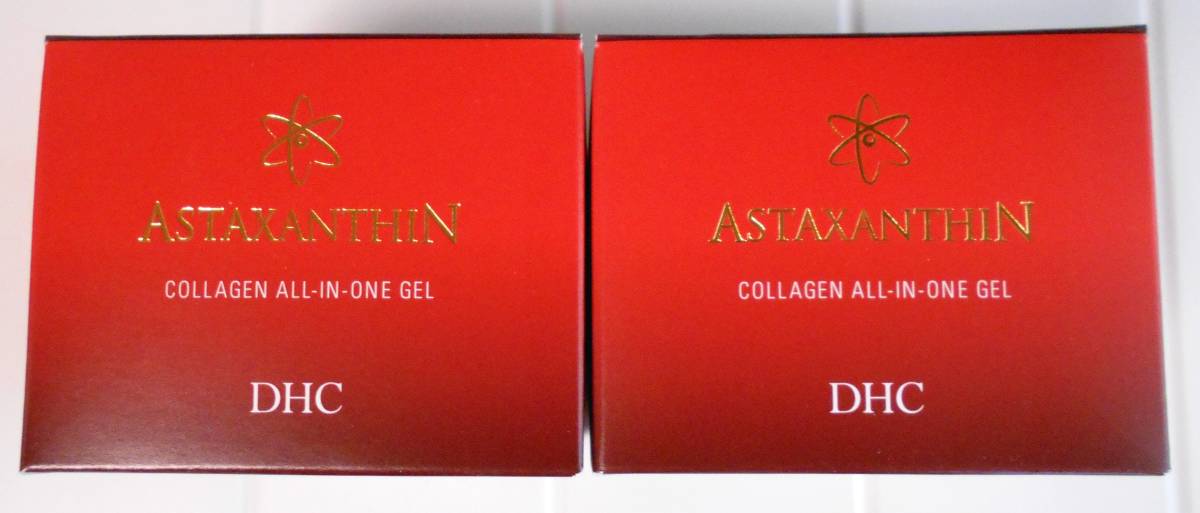 ASTAXANTHIN
COLLAGEN ALL-IN-ONE GEL
DHC
ASTAXANTHIN
COLLAGEN ALL-IN-ONE GEL
DHC